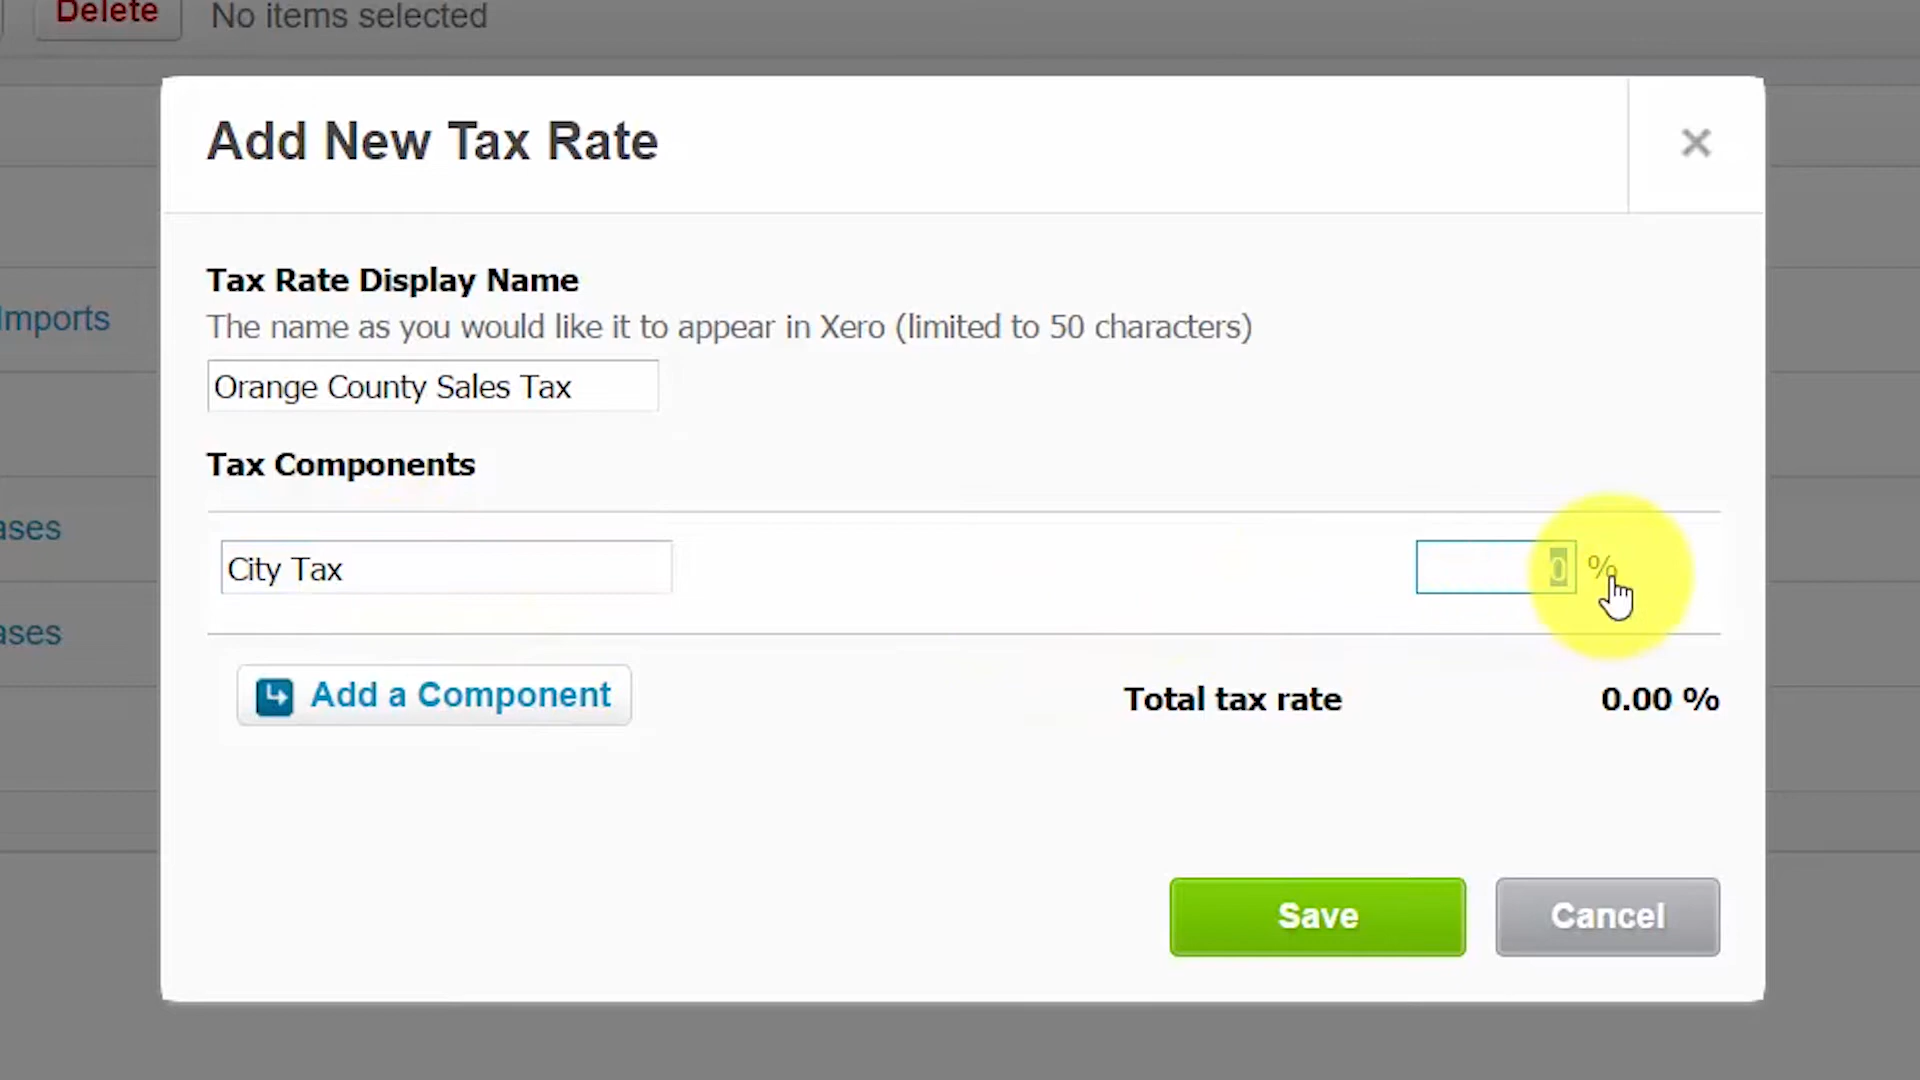 Delete No items selected
Add New Tax Rate
Tax Rate Display Name
The name as you would like it to appear in Xero (limited to 50 characters)
Imports
Orange County Sales Tax
Tax Components
ases
City Tax 0 %
ases
Add a Component Total tax rate 0.00 %
Save Cancel